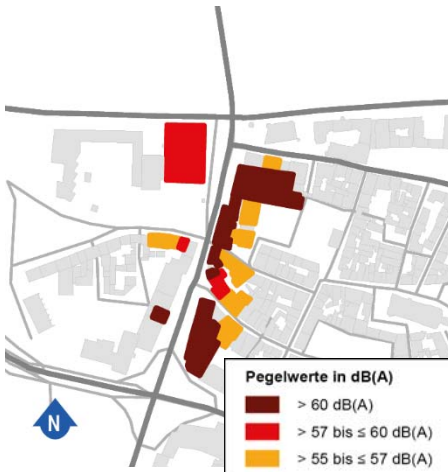 N
Pegelwerte in dB(A)
> 60 dB(A)
> 57 bis ≤ 60 dB(A)
> 55 bis ≤ 57 dB(A)